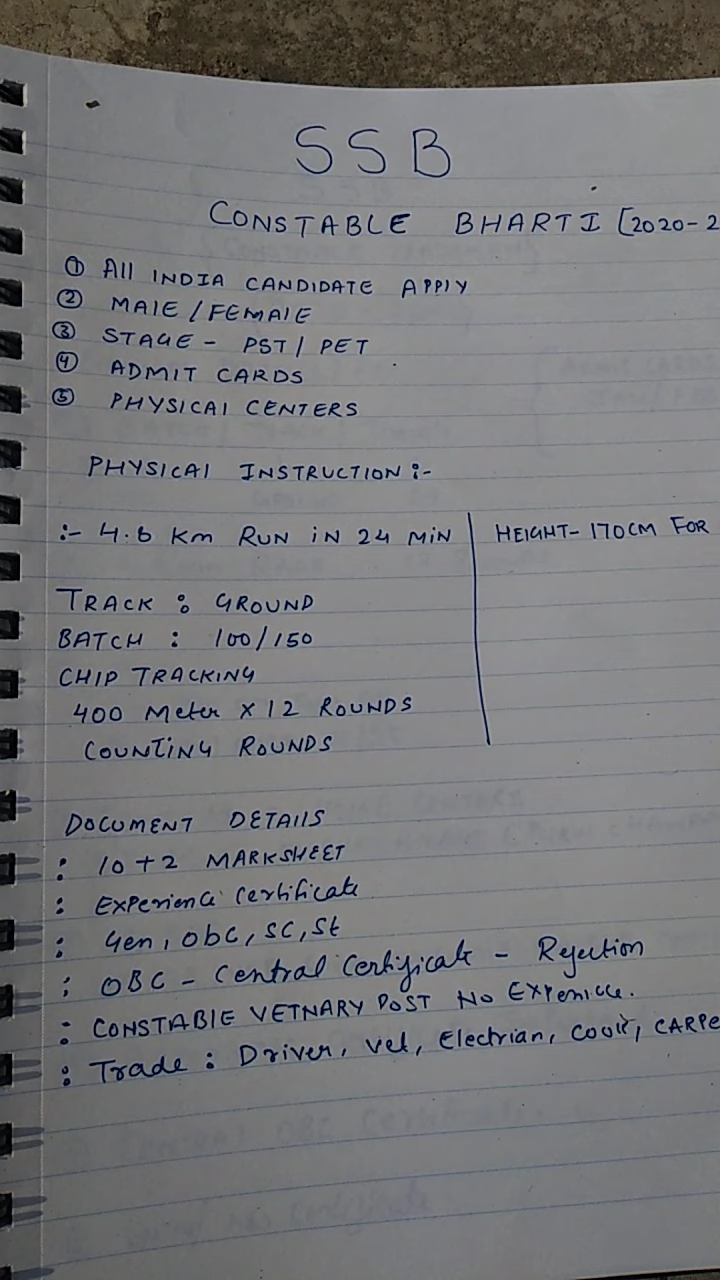 SSB
CONSTABLE BHARTI [2020-2
① All INDIA CANDIDATE APPLY
② MALE / FEMALE
③ STAGE - PST / PET
④ ADMIT CARDS
⑤ PHYSICAL CENTERS
PHYSICAL INSTRUCTION :-
:- 4.8 Km RUN iN 24 MiN
HEIGHT- 170CM FOR
TRACK : GROUND
BATCH : 100/150
CHIP TRACKING
400 Meter X 12 ROUNDS
COUNTING ROUNDS
DOCUMENT DETAILS
: 10+2 MARKSHEET
: Experience Certificate
: Gen, Obc, SC, St
: OBC - Central Certificate - Rejection
: CONSTABLE VETNARY POST No Expenicce.
: Trade : Driver, vet, Electrian, Cook, CARPE